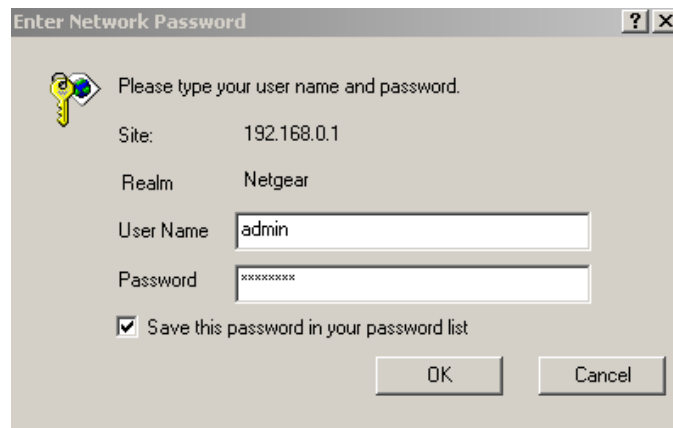 Enter Network Password
Please type your user name and password.
Site: 192.168.0.1
Realm Netgear
User Name admin
Password ********
Save this password in your password list
OK Cancel